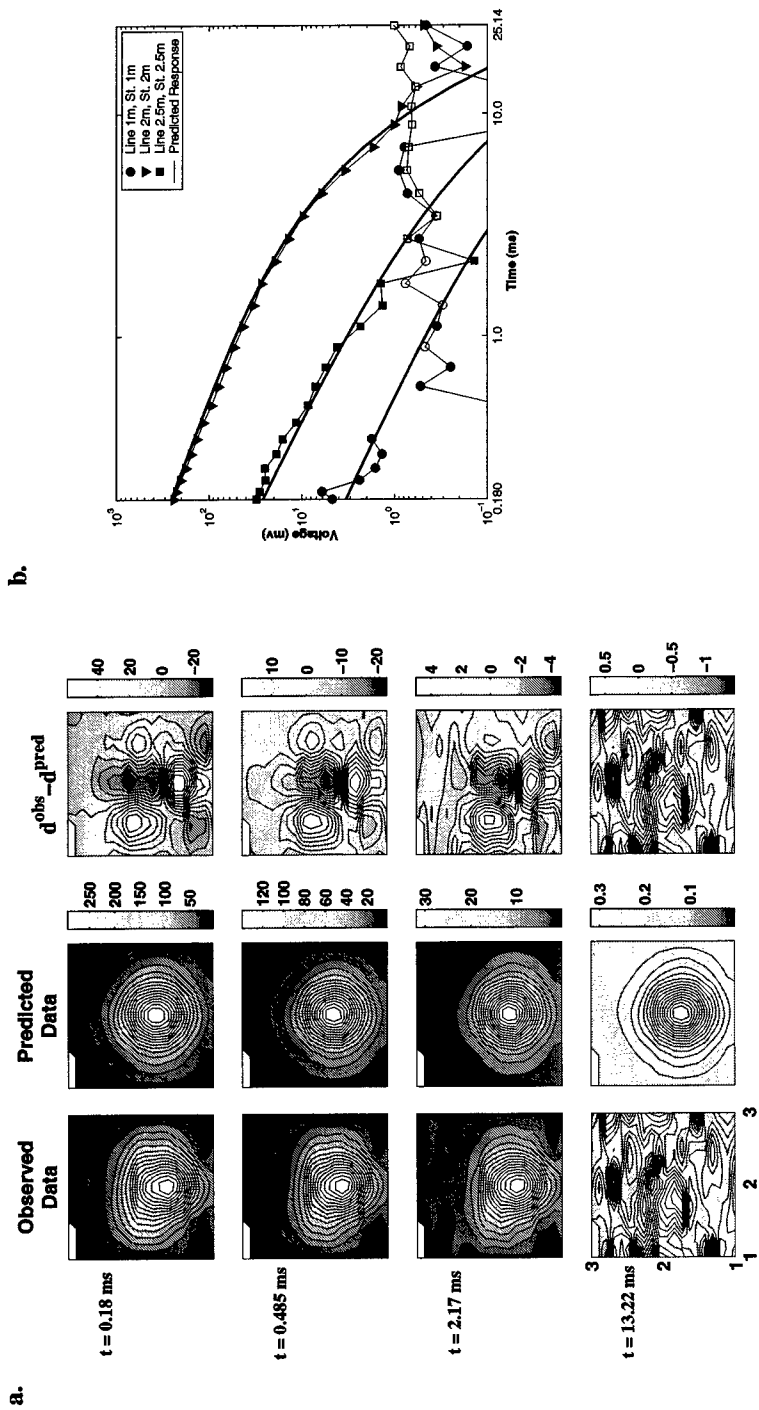 a.
Observed
Data
Predicted
Data
d^obs–d^pred
t = 0.18 ms
250
200
150
100
50
40
20
0
–20
t = 0.485 ms
120
100
80
60
40
20
10
0
–10
–20
t = 2.17 ms
30
20
10
4
2
0
–2
–4
t = 13.22 ms
3
2
1
1
2
3
0.3
0.2
0.1
0.5
0
–0.5
–1
b.
Line 1m, St. 1m
Line 2m, St. 2m
Line 2.5m, St. 2.5m
Predicted Response
Voltage (mv)
10^3
10^2
10^1
10^0
10^-1
0.180
1.0
10.0
25.14
Time (ms)